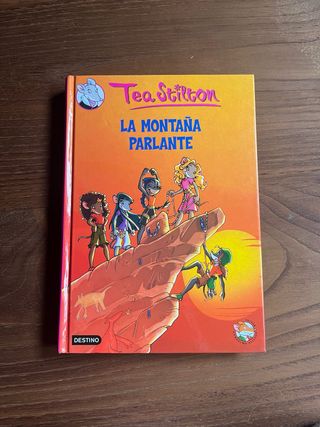 Tea Stilton
LA MONTAÑA
PARLANTE
DESTINO